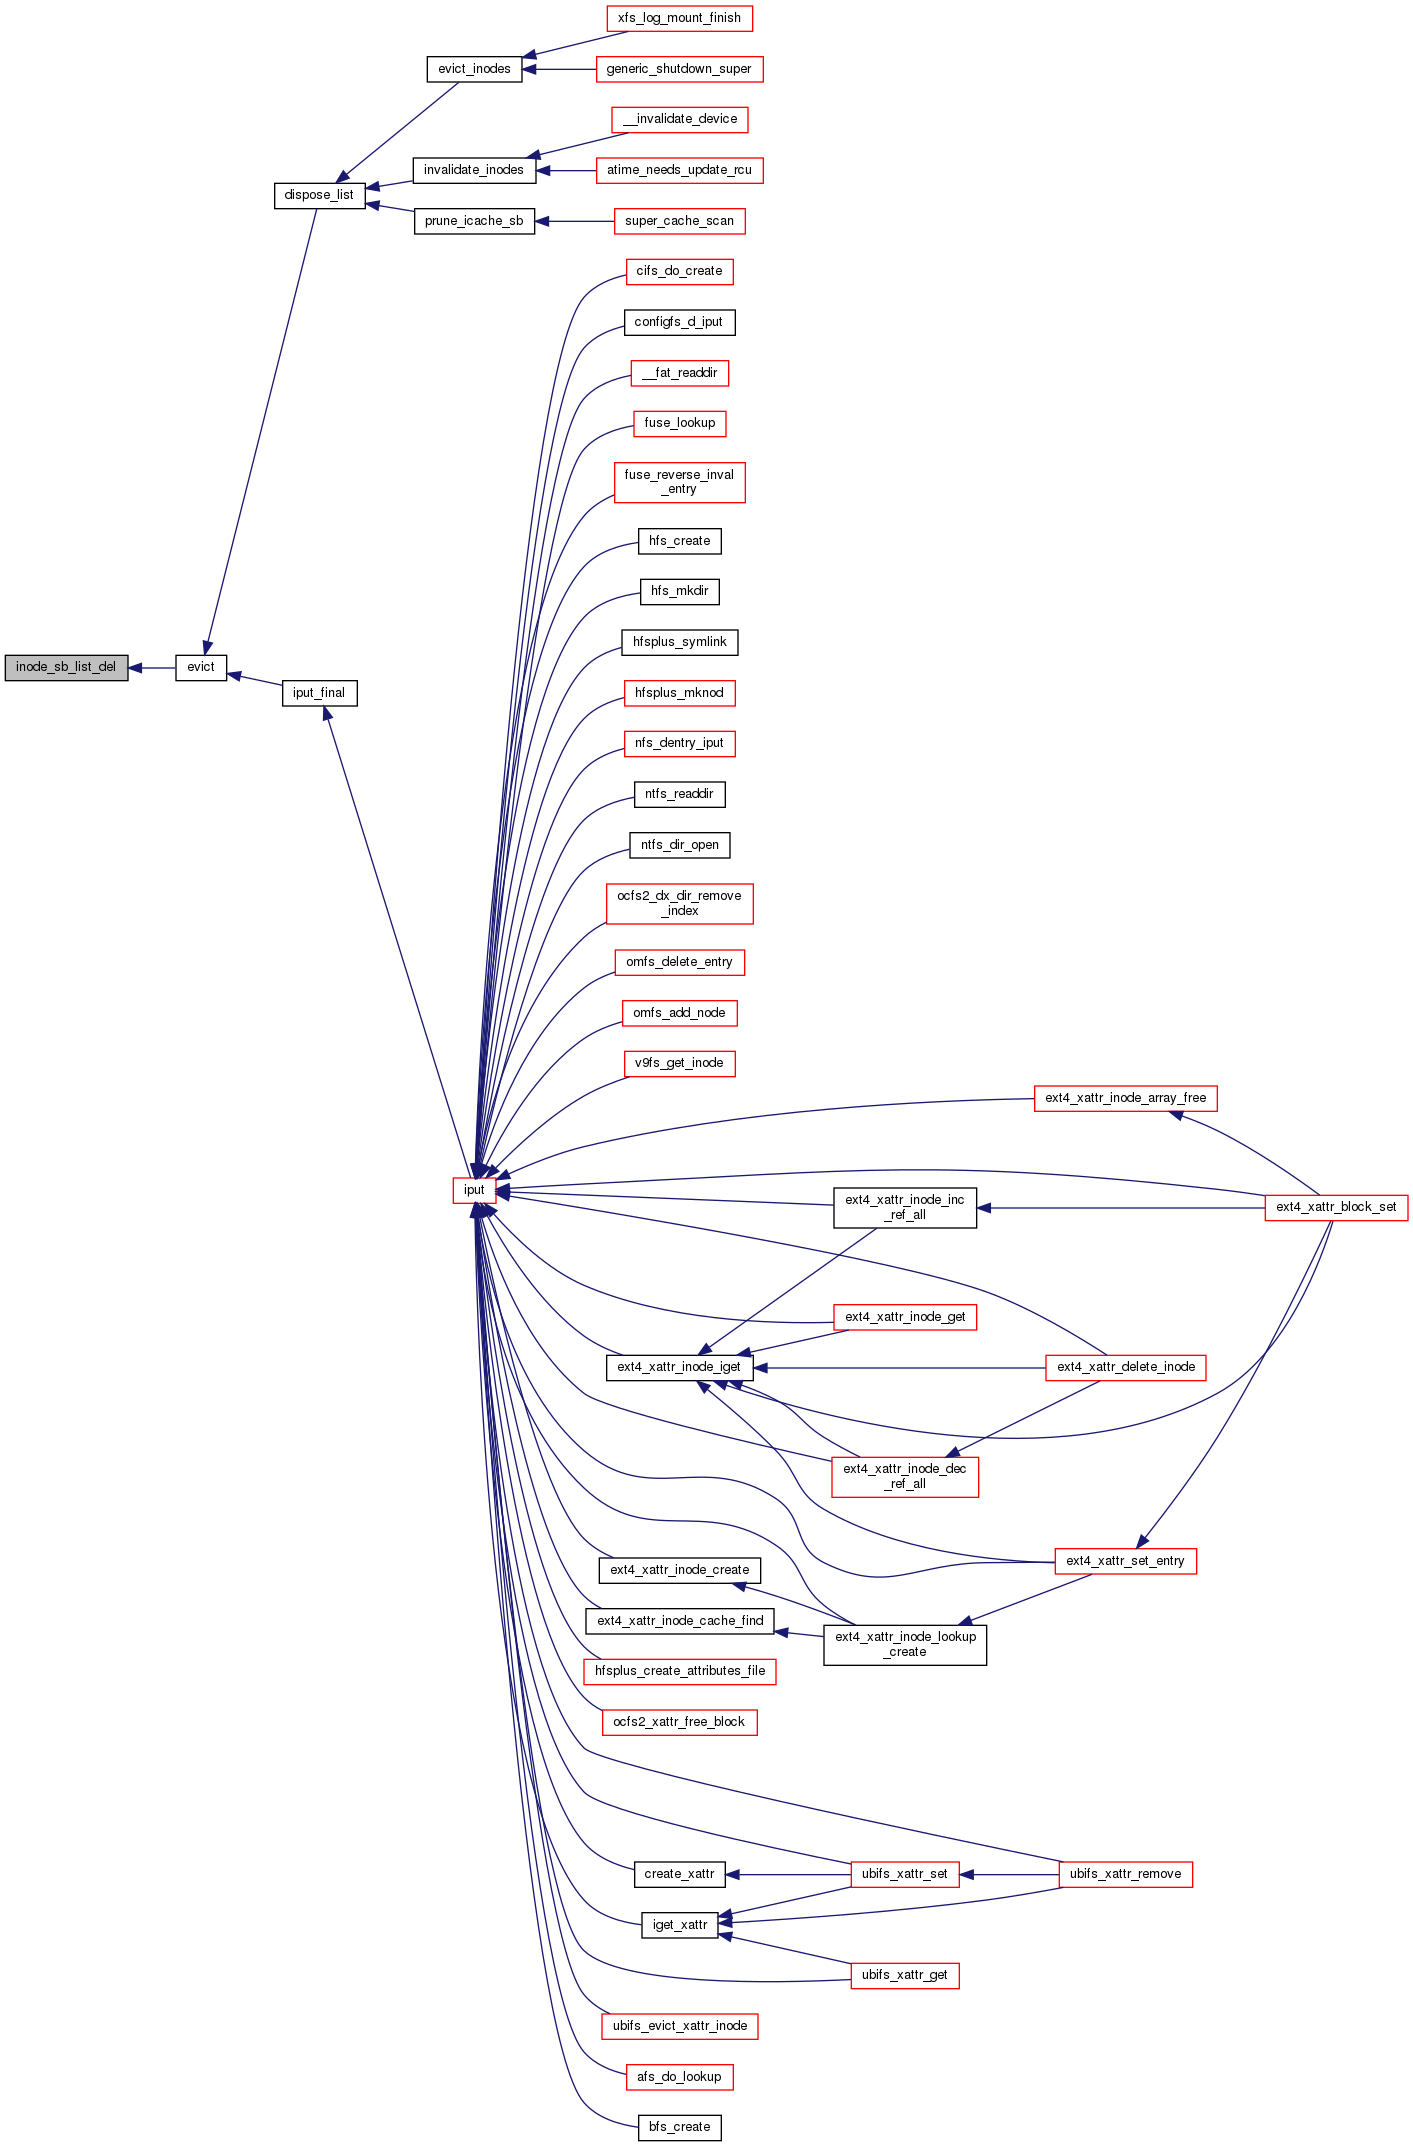 xfs_log_mount_finish
evict_inodes
generic_shutdown_super
__invalidate_device
invalidate_inodes
atime_needs_update_rcu
dispose_list
prune_icache_sb
super_cache_scan
cifs_do_create
configfs_d_iput
__fat_readdir
fuse_lookup
fuse_reverse_inval
_entry
hfs_create
hfs_mkdir
hfsplus_symlink
inode_sb_list_del
evict
iput_final
hfsplus_mknod
nfs_dentry_iput
ntfs_readdir
ntfs_dir_open
ocfs2_dx_dir_remove
_index
omfs_delete_entry
omfs_add_node
v9fs_get_inode
ext4_xattr_inode_array_free
iput
ext4_xattr_inode_inc
_ref_all
ext4_xattr_block_set
ext4_xattr_inode_get
ext4_xattr_inode_iget
ext4_xattr_delete_inode
ext4_xattr_inode_dec
_ref_all
ext4_xattr_set_entry
ext4_xattr_inode_create
ext4_xattr_inode_cache_find
ext4_xattr_inode_lookup
_create
hfsplus_create_attributes_file
ocfs2_xattr_free_block
create_xattr
ubifs_xattr_set
ubifs_xattr_remove
iget_xattr
ubifs_xattr_get
ubifs_evict_xattr_inode
afs_do_lookup
bfs_create